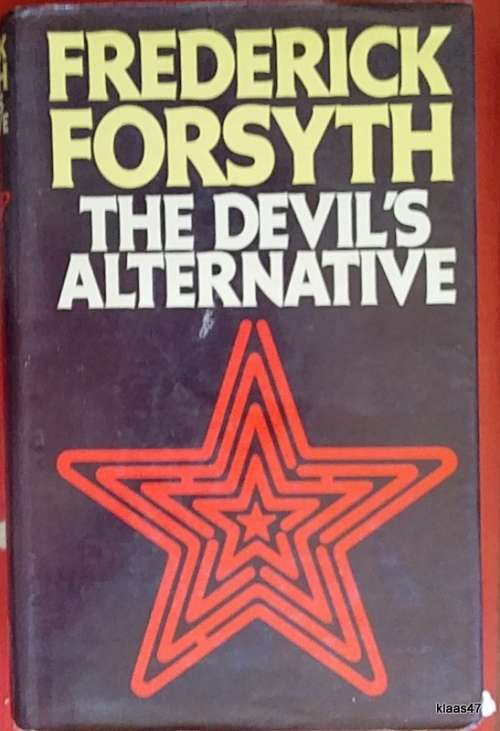 FREDERICK
FORSYTH
THE DEVIL'S
ALTERNATIVE
klaas47